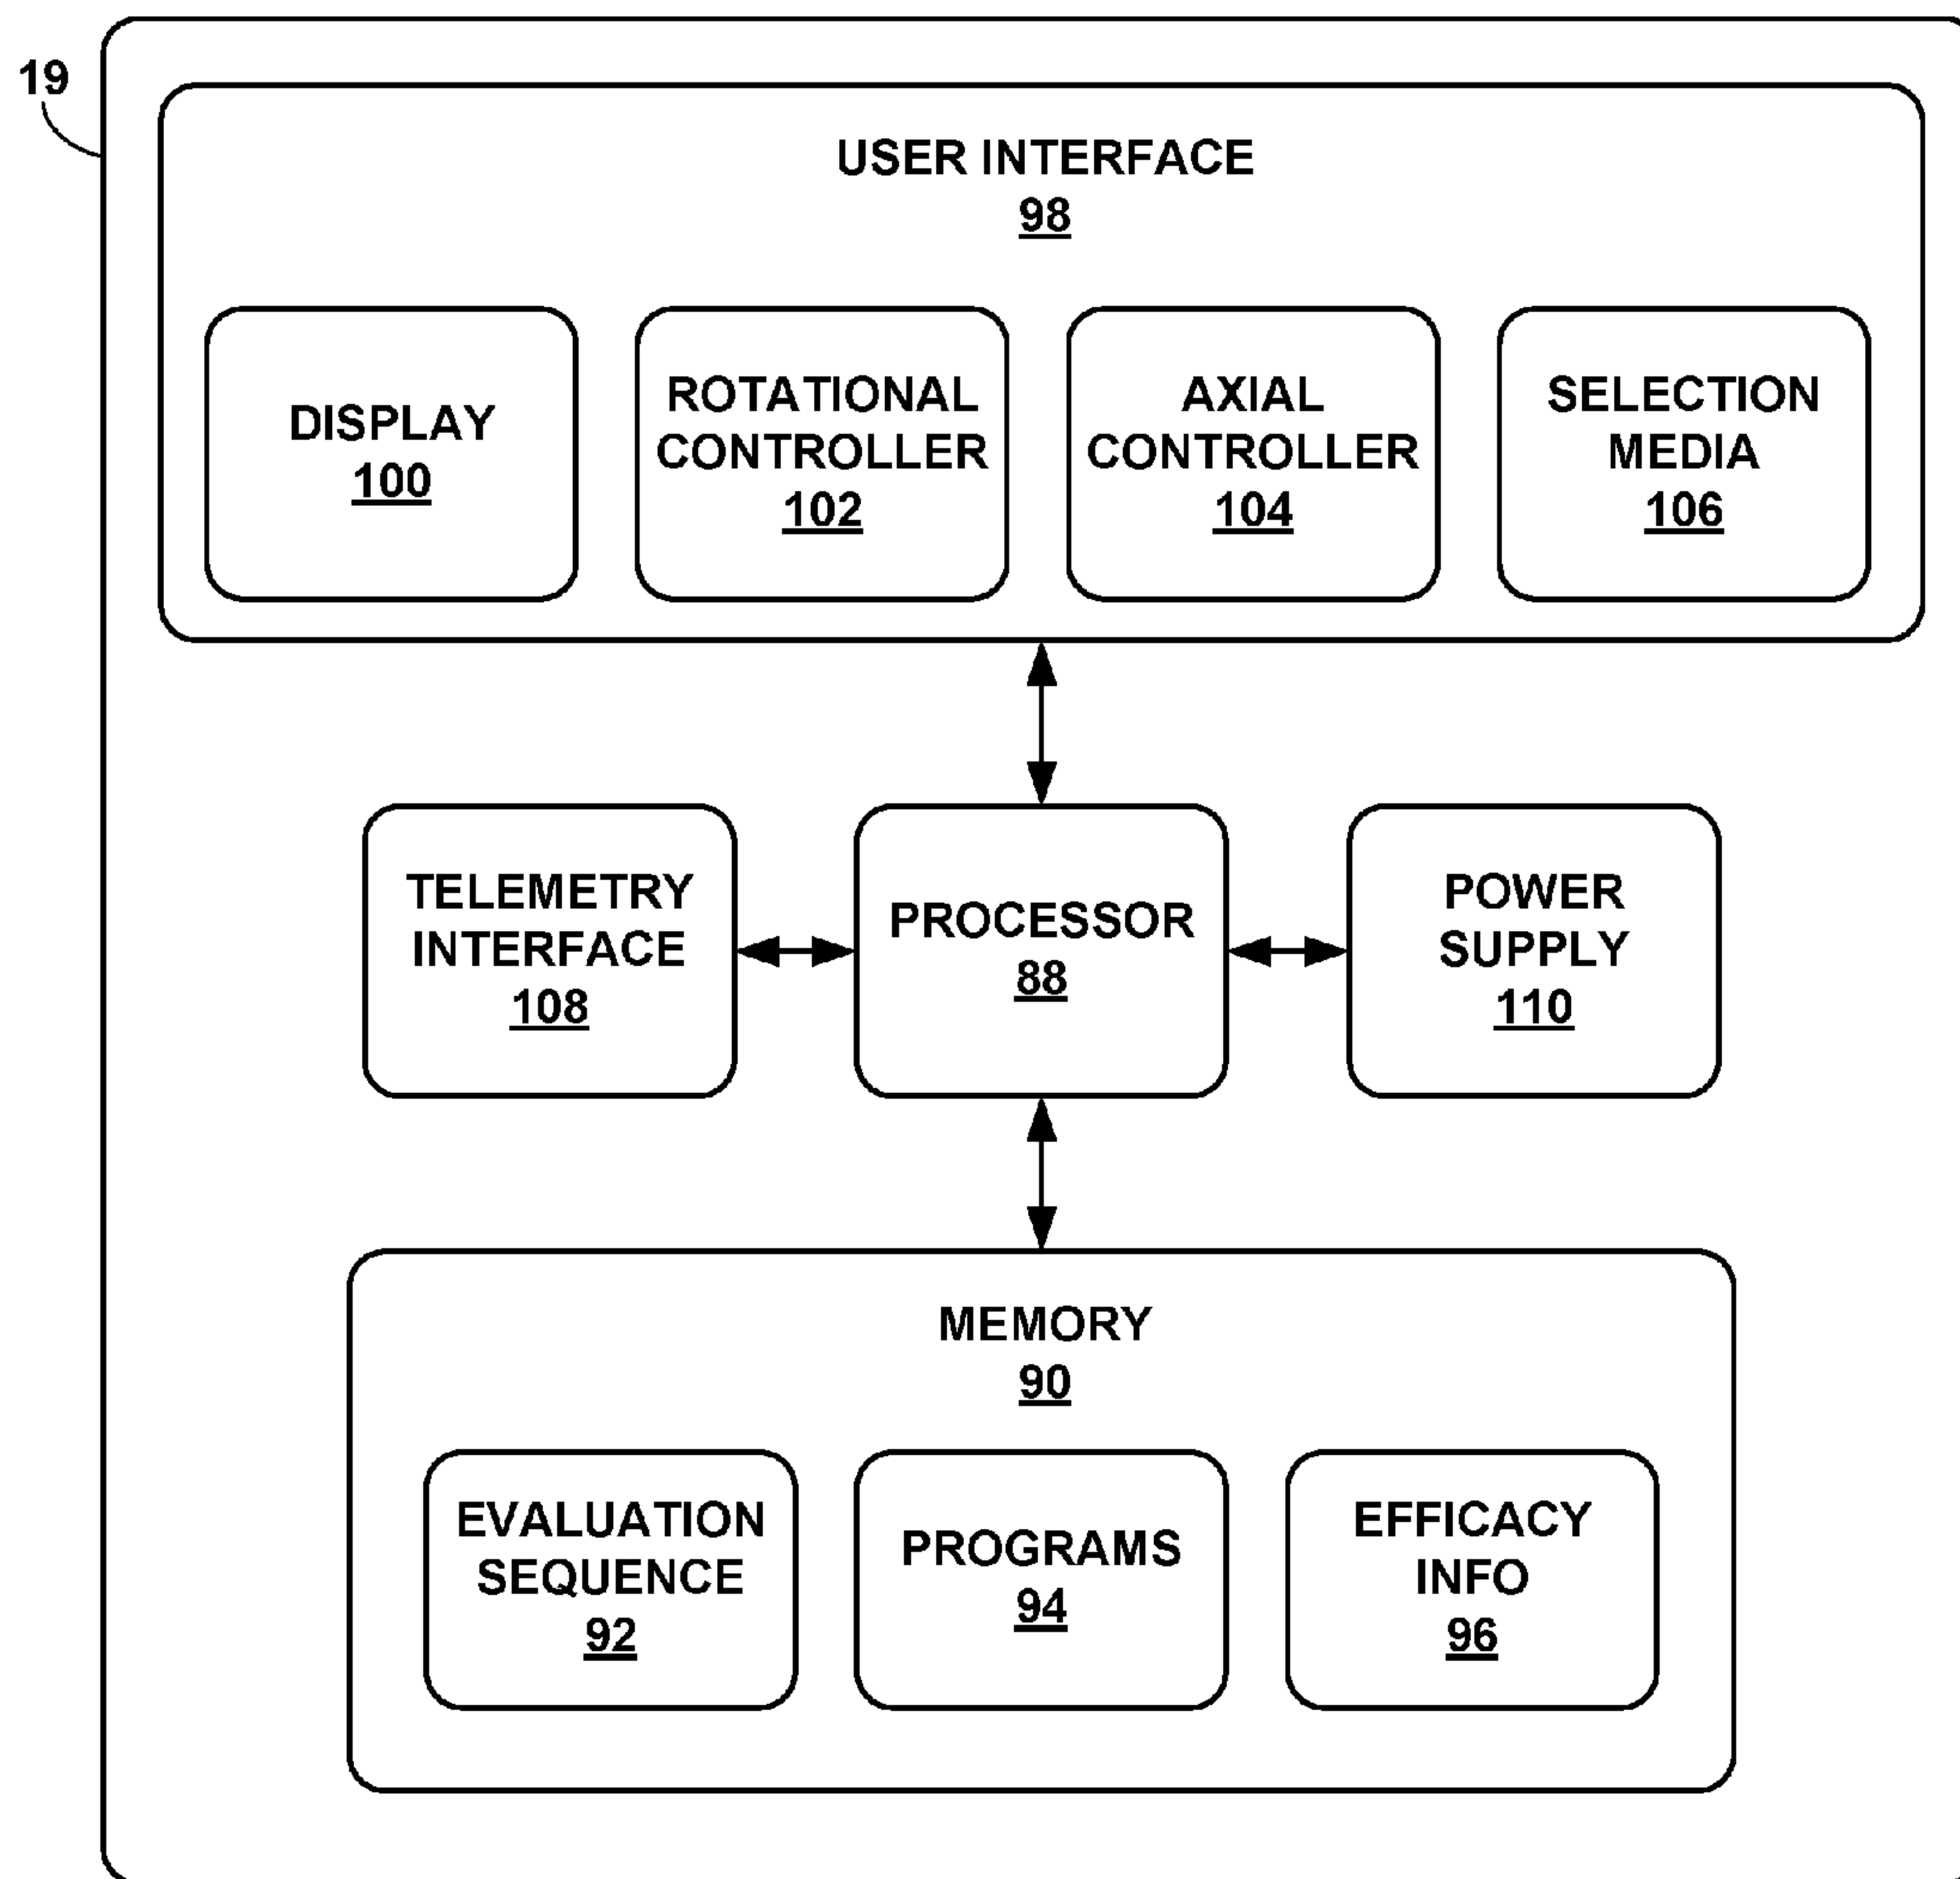 19
USER INTERFACE
98
DISPLAY
100
ROTATIONAL
CONTROLLER
102
AXIAL
CONTROLLER
104
SELECTION
MEDIA
106
TELEMETRY
INTERFACE
108
PROCESSOR
88
POWER
SUPPLY
110
MEMORY
90
EVALUATION
SEQUENCE
92
PROGRAMS
94
EFFICACY
INFO
96